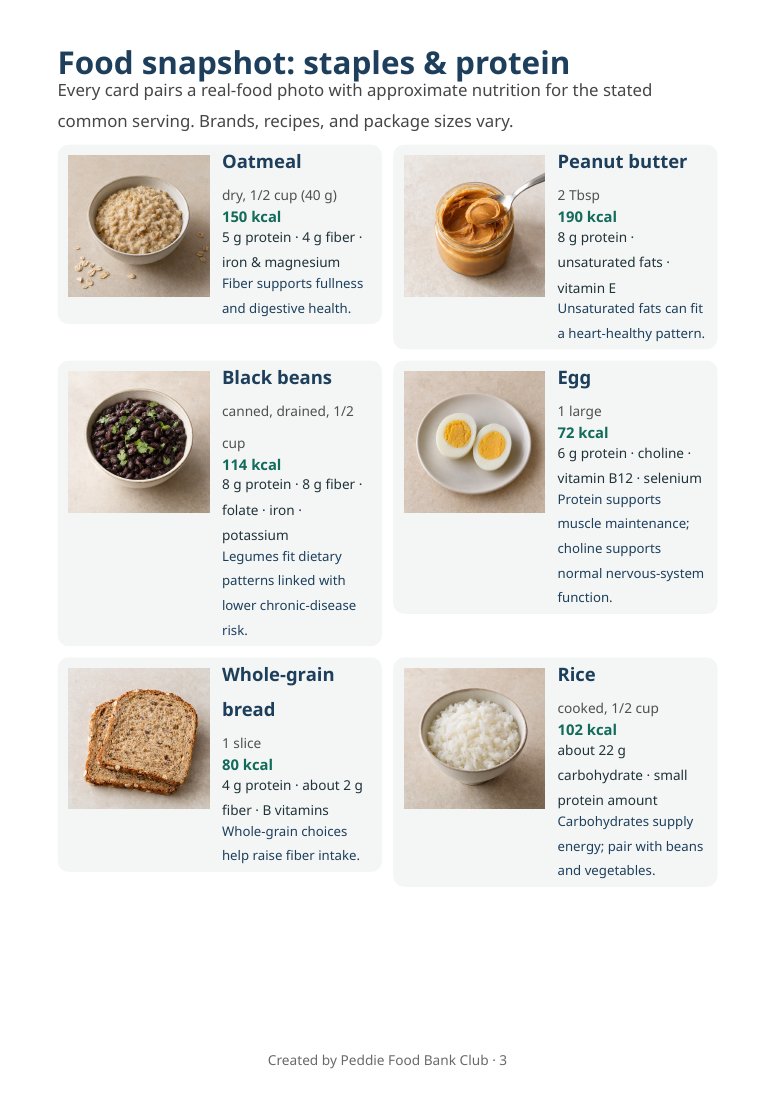 Food snapshot: staples & protein
Every card pairs a real-food photo with approximate nutrition for the stated
common serving. Brands, recipes, and package sizes vary.
Oatmeal
dry, 1/2 cup (40 g)
150 kcal
5 g protein · 4 g fiber ·
iron & magnesium
Fiber supports fullness
and digestive health.
Peanut butter
2 Tbsp
190 kcal
8 g protein ·
unsaturated fats ·
vitamin E
Unsaturated fats can fit
a heart-healthy pattern.
Black beans
canned, drained, 1/2
cup
114 kcal
8 g protein · 8 g fiber ·
folate · iron ·
potassium
Legumes fit dietary
patterns linked with
lower chronic-disease
risk.
Egg
1 large
72 kcal
6 g protein · choline ·
vitamin B12 · selenium
Protein supports
muscle maintenance;
choline supports
normal nervous-system
function.
Whole-grain
bread
1 slice
80 kcal
4 g protein · about 2 g
fiber · B vitamins
Whole-grain choices
help raise fiber intake.
Rice
cooked, 1/2 cup
102 kcal
about 22 g
carbohydrate · small
protein amount
Carbohydrates supply
energy; pair with beans
and vegetables.
Created by Peddie Food Bank Club · 3